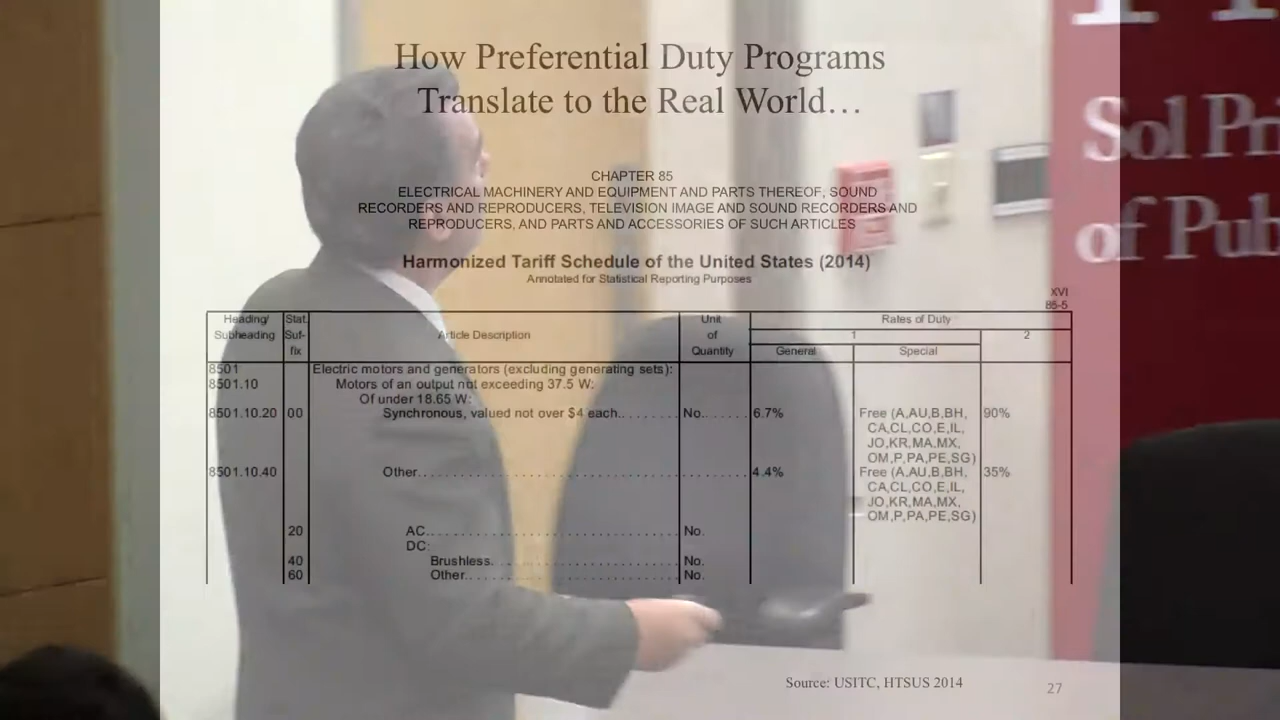 How Preferential Duty Programs
Translate to the Real World…
CHAPTER 85
ELECTRICAL MACHINERY AND EQUIPMENT AND PARTS THEREOF, SOUND
RECORDERS AND REPRODUCERS, TELEVISION IMAGE AND SOUND RECORDERS AND
REPRODUCERS, AND PARTS AND ACCESSORIES OF SUCH ARTICLES
Harmonized Tariff Schedule of the United States (2014)
Annotated for Statistical Reporting Purposes
XVI
85-5
Heading/ Stat. Unit Rates of Duty
Subheading Suf- Article Description of 1 2
fix Quantity General Special
8501 Electric motors and generators (excluding generating sets):
8501.10 Motors of an output not exceeding 37.5 W:
Of under 18.65 W:
8501.10.20 00 Synchronous, valued not over $4 each. No. 6.7% Free (A,AU,B,BH, 90%
CA,CL,CO,E,IL,
JO,KR,MA,MX,
OM,P,PA,PE,SG)
8501.10.40 Other. 4.4% Free (A,AU,B,BH, 35%
CA,CL,CO,E,IL,
JO,KR,MA,MX,
OM,P,PA,PE,SG)
20 AC. No.
DC:
40 Brushless. No.
60 Other. No.
Source: USITC, HTSUS 2014
27
Sol Pri
of Pub